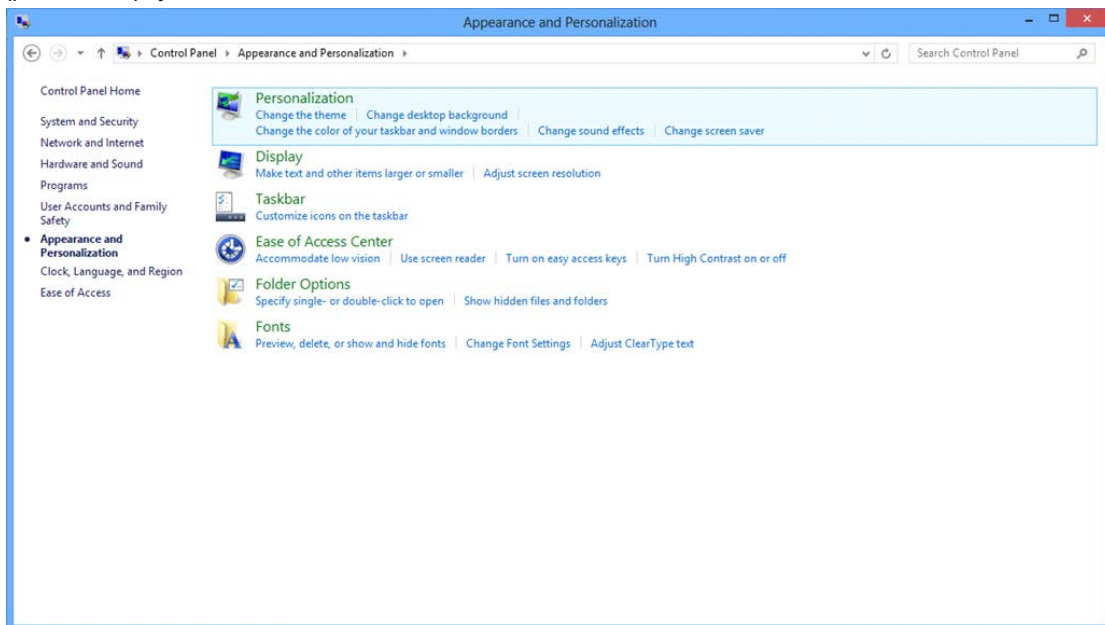 Appearance and Personalization
Control Panel Appearance and Personalization
Search Control Panel
Control Panel Home
System and Security
Network and Internet
Hardware and Sound
Programs
User Accounts and Family
Safety
Appearance and
Personalization
Clock, Language, and Region
Ease of Access
Personalization
Change the theme Change desktop background
Change the color of your taskbar and window borders Change sound effects Change screen saver
Display
Make text and other items larger or smaller Adjust screen resolution
Taskbar
Customize icons on the taskbar
Ease of Access Center
Accommodate low vision Use screen reader Turn on easy access keys Turn High Contrast on or off
Folder Options
Specify single- or double-click to open Show hidden files and folders
Fonts
Preview, delete, or show and hide fonts Change Font Settings Adjust ClearType text